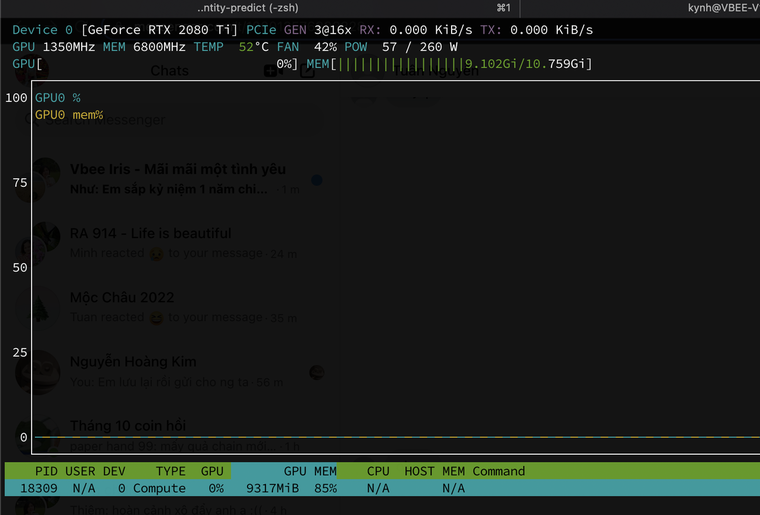 ..ntity-predict (-zsh) ⌘1 kynh@VBEE-V
Device 0 [GeForce RTX 2080 Ti] PCIe GEN 3@16x RX: 0.000 KiB/s TX: 0.000 KiB/s
GPU 1350MHz MEM 6800MHz TEMP 52°C FAN 42% POW 57 / 260 W
GPU[ 0%] MEM[|||||||||||||||||9.102Gi/10.759Gi]
Chats
100 GPU0 %
GPU0 mem%
Messenger
Vbee Iris - Mãi mãi một tình yêu
75
Như: Em sắp kỷ niệm 1 năm chi... 1 m
RA 914 - Life is beautiful
Minh reacted 😆 to your message · 24 m
50
Mộc Châu 2022
Tuan reacted 😆 to your message · 35 m
25
Nguyễn Hoàng Kim
You: Em lưu lại rồi gửi cho ng ta · 56 m
Tháng 10 coin hồi
0
PID USER DEV TYPE GPU GPU MEM CPU HOST MEM Command
18309 N/A 0 Compute 0% 9317MiB 85% N/A N/A